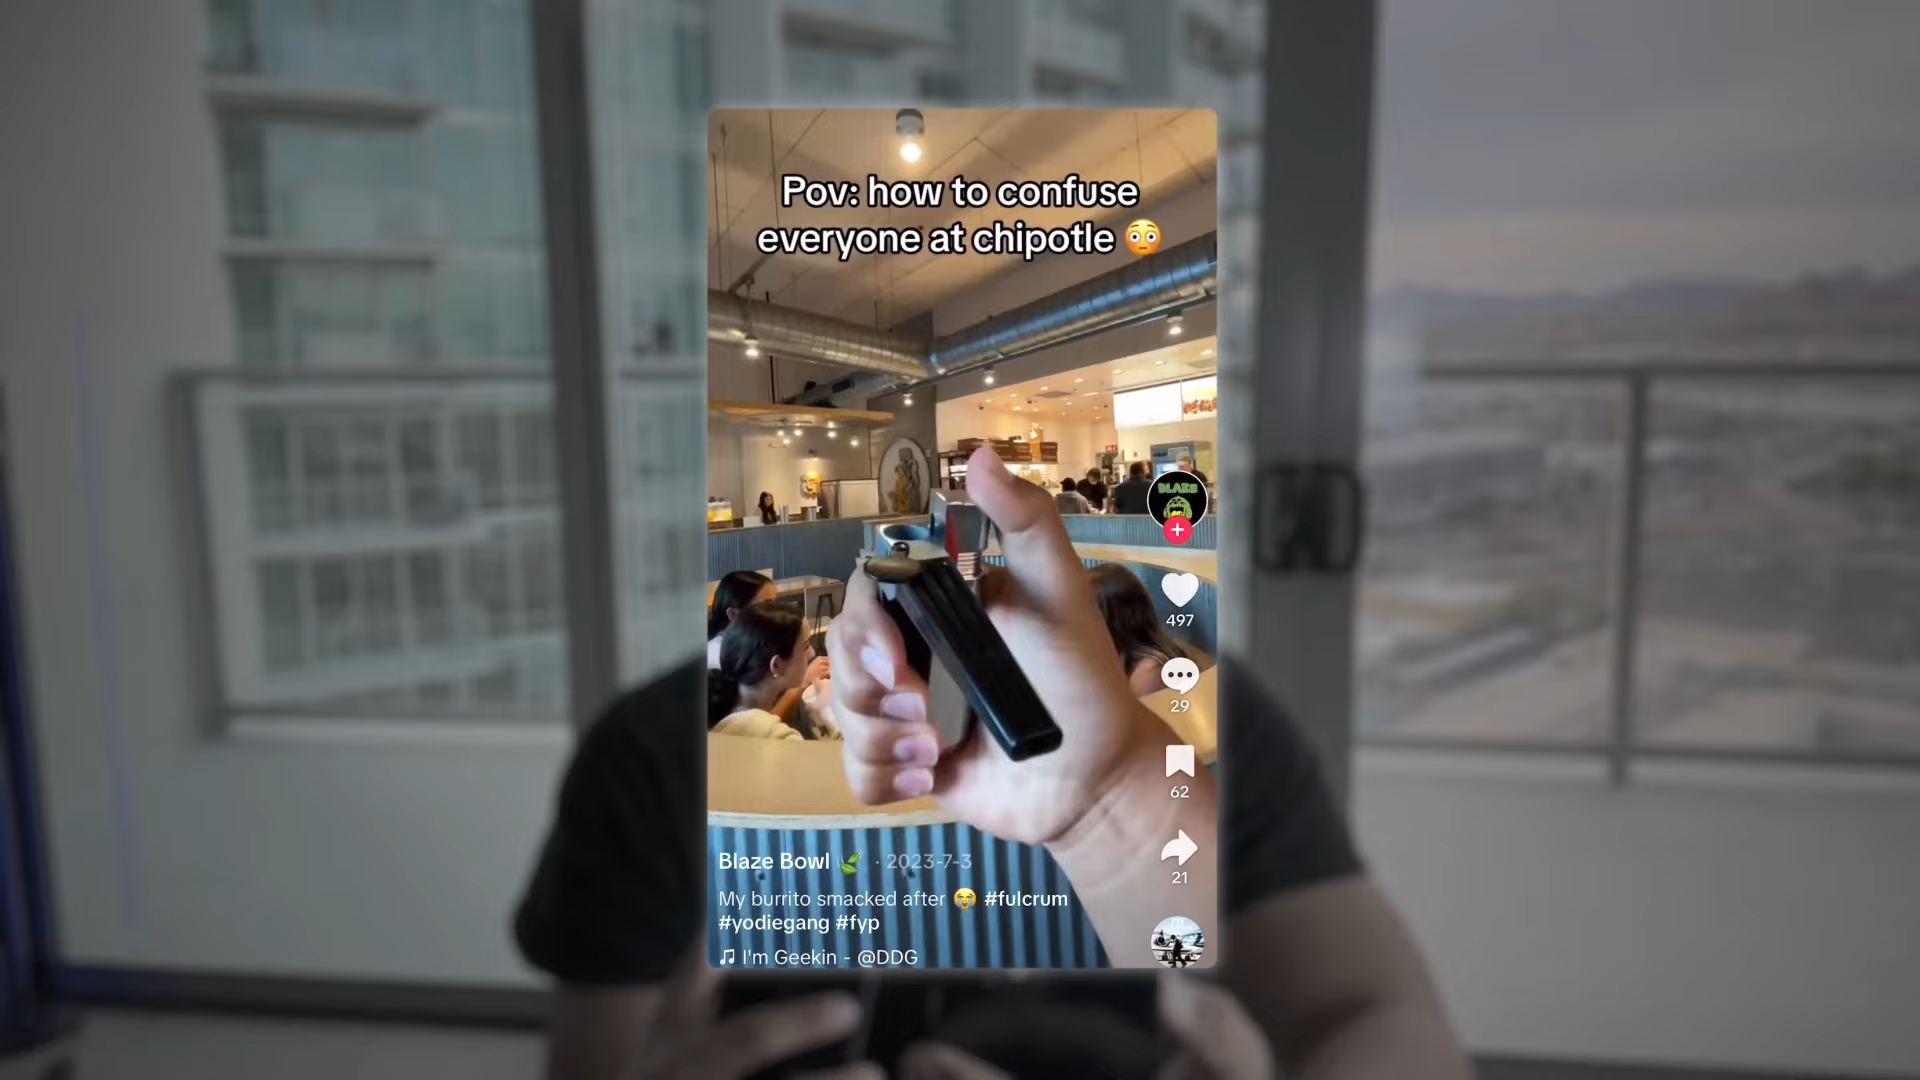 Pov: how to confuse
everyone at chipotle 😳
BLAZE
497
29
62
21
Blaze Bowl 🌿 · 2023-7-3
My burrito smacked after 😭 #fulcrum
#yodiegang #fyp
I'm Geekin - @DDG